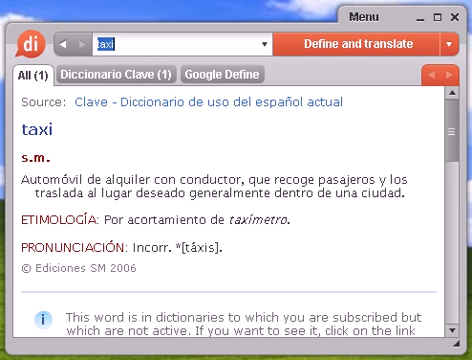 Menu
di
taxi
Define and translate
All (1)
Diccionario Clave (1)
Google Define
Source: Clave - Diccionario de uso del español actual
taxi
s.m.
Automóvil de alquiler con conductor, que recoge pasajeros y los
traslada al lugar deseado generalmente dentro de una ciudad.
ETIMOLOGÍA: Por acortamiento de taxímetro.
PRONUNCIACIÓN: Incorr. *[táxis].
© Ediciones SM 2006
i
This word is in dictionaries to which you are subscribed but
which are not active. If you want to see it, click on the link